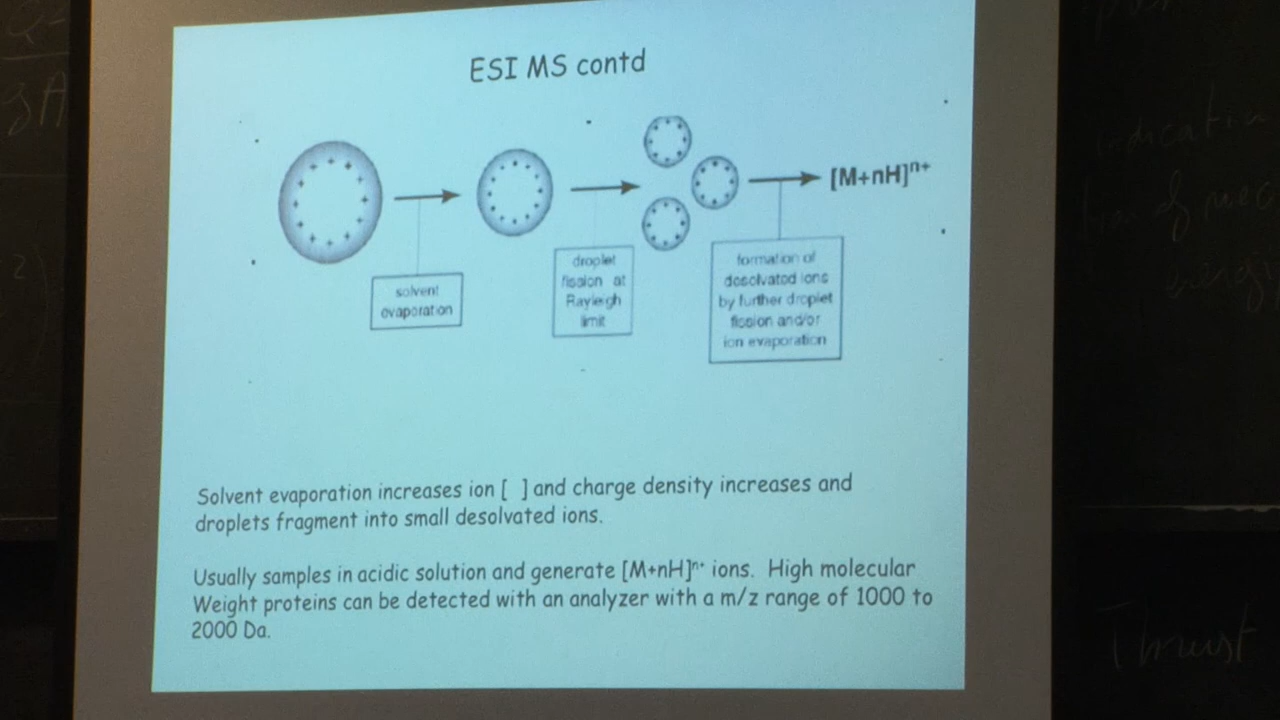 ESI MS contd
[M+nH]ⁿ⁺
solvent
evaporation
droplet
fission at
Rayleigh
limit
formation of
desolvated ions
by further droplet
fission and/or
ion evaporation
Solvent evaporation increases ion [ ] and charge density increases and
droplets fragment into small desolvated ions.
Usually samples in acidic solution and generate [M+nH]ⁿ⁺ ions. High molecular
Weight proteins can be detected with an analyzer with a m/z range of 1000 to
2000 Da.
Thrust